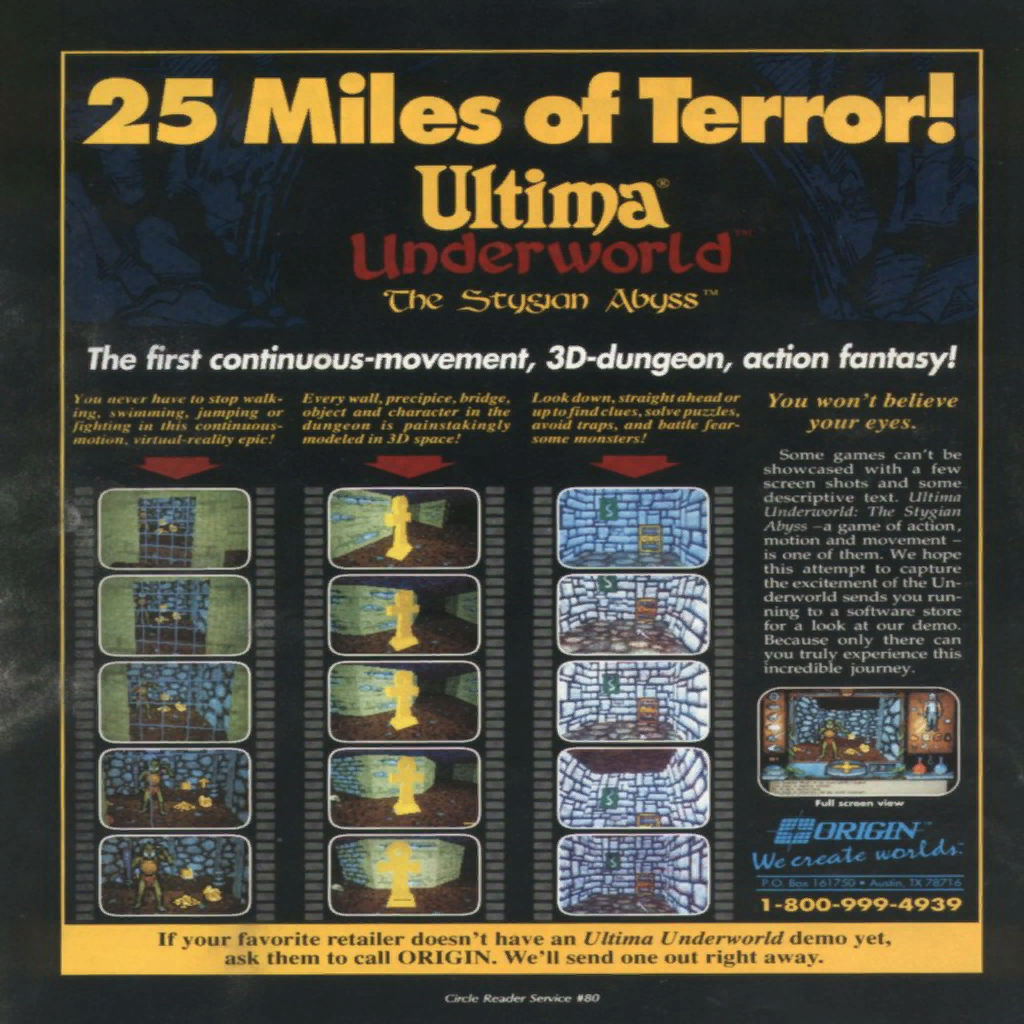 25 Miles of Terror!
Ultima®
Underworld™
The Stygian Abyss™
The first continuous-movement, 3D-dungeon, action fantasy!
You never have to stop walk-
ing, swimming, jumping or
fighting in this continuous-
motion, virtual-reality epic!
Every wall, precipice, bridge,
object and character in the
dungeon is painstakingly
modeled in 3D space!
Look down, straight ahead or
up to find clues, solve puzzles,
avoid traps, and battle fear-
some monsters!
You won't believe
your eyes.
Some games can't be
showcased with a few
screen shots and some
descriptive text. Ultima
Underworld: The Stygian
Abyss –a game of action,
motion and movement –
is one of them. We hope
this attempt to capture
the excitement of the Un-
derworld sends you run-
ning to a software store
for a look at our demo.
Because only there can
you truly experience this
incredible journey.
Full screen view
ORIGIN™
We create worlds.™
P.O. Box 161750 • Austin, TX 78716
1-800-999-4939
If your favorite retailer doesn't have an Ultima Underworld demo yet,
ask them to call ORIGIN. We'll send one out right away.
Circle Reader Service #80